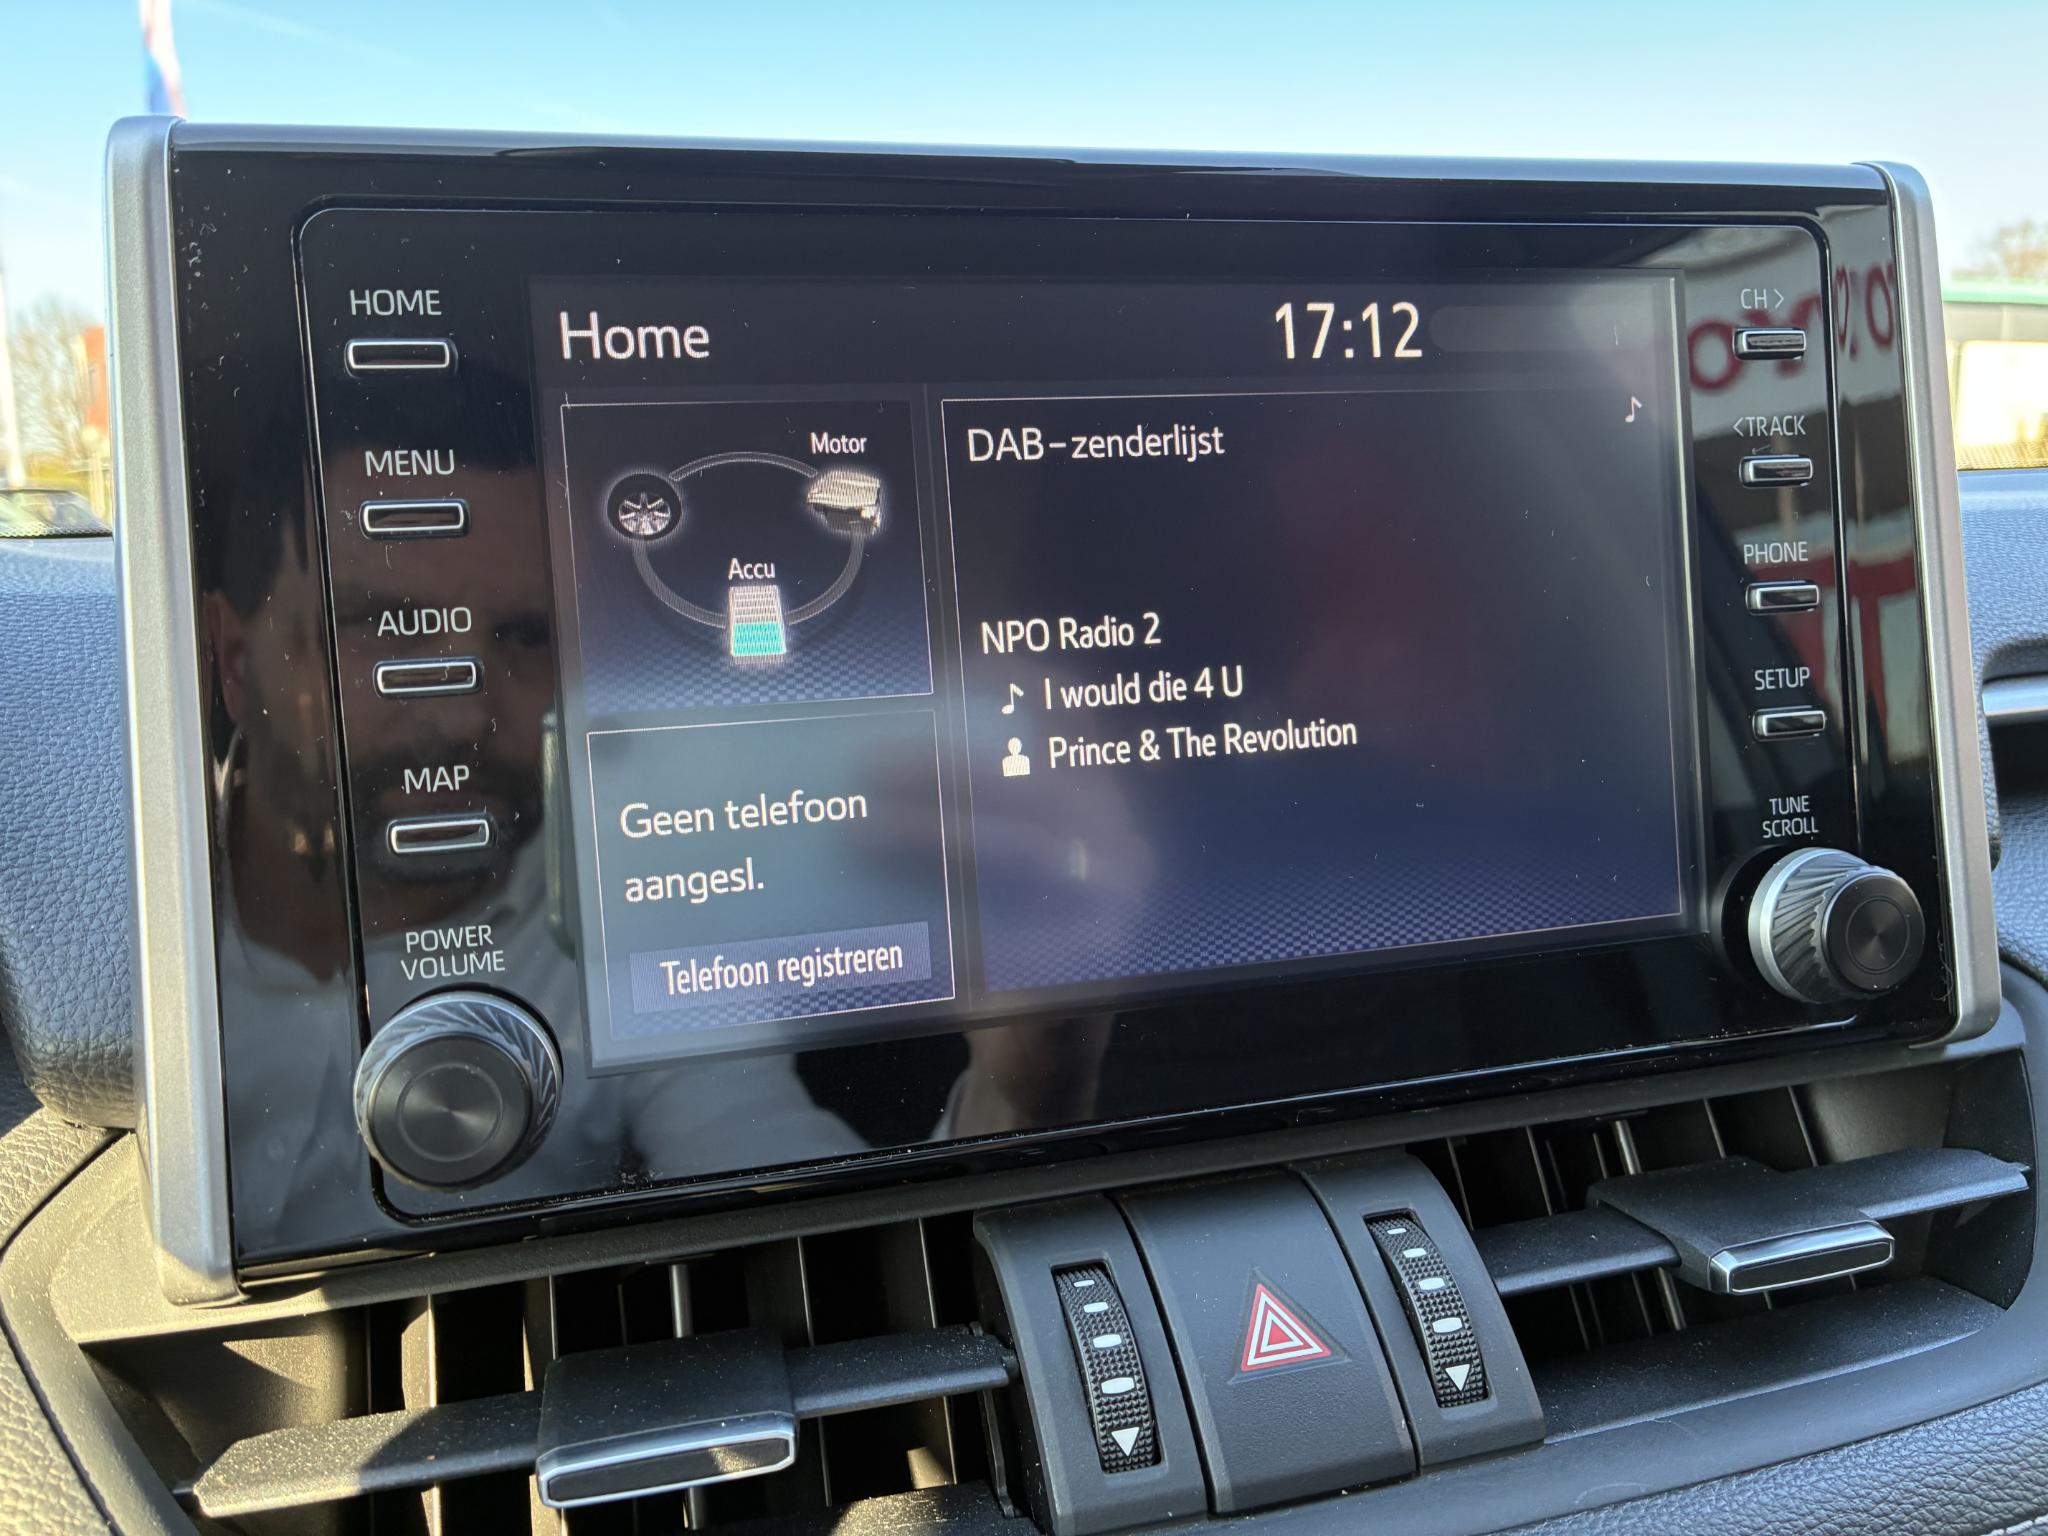 HOME
MENU
AUDIO
MAP
POWER
VOLUME
Home
17:12
Motor
Accu
Geen telefoon
aangesl.
Telefoon registreren
DAB-zenderlijst
NPO Radio 2
I would die 4 U
Prince & The Revolution
CH >
< TRACK
PHONE
SETUP
TUNE
SCROLL